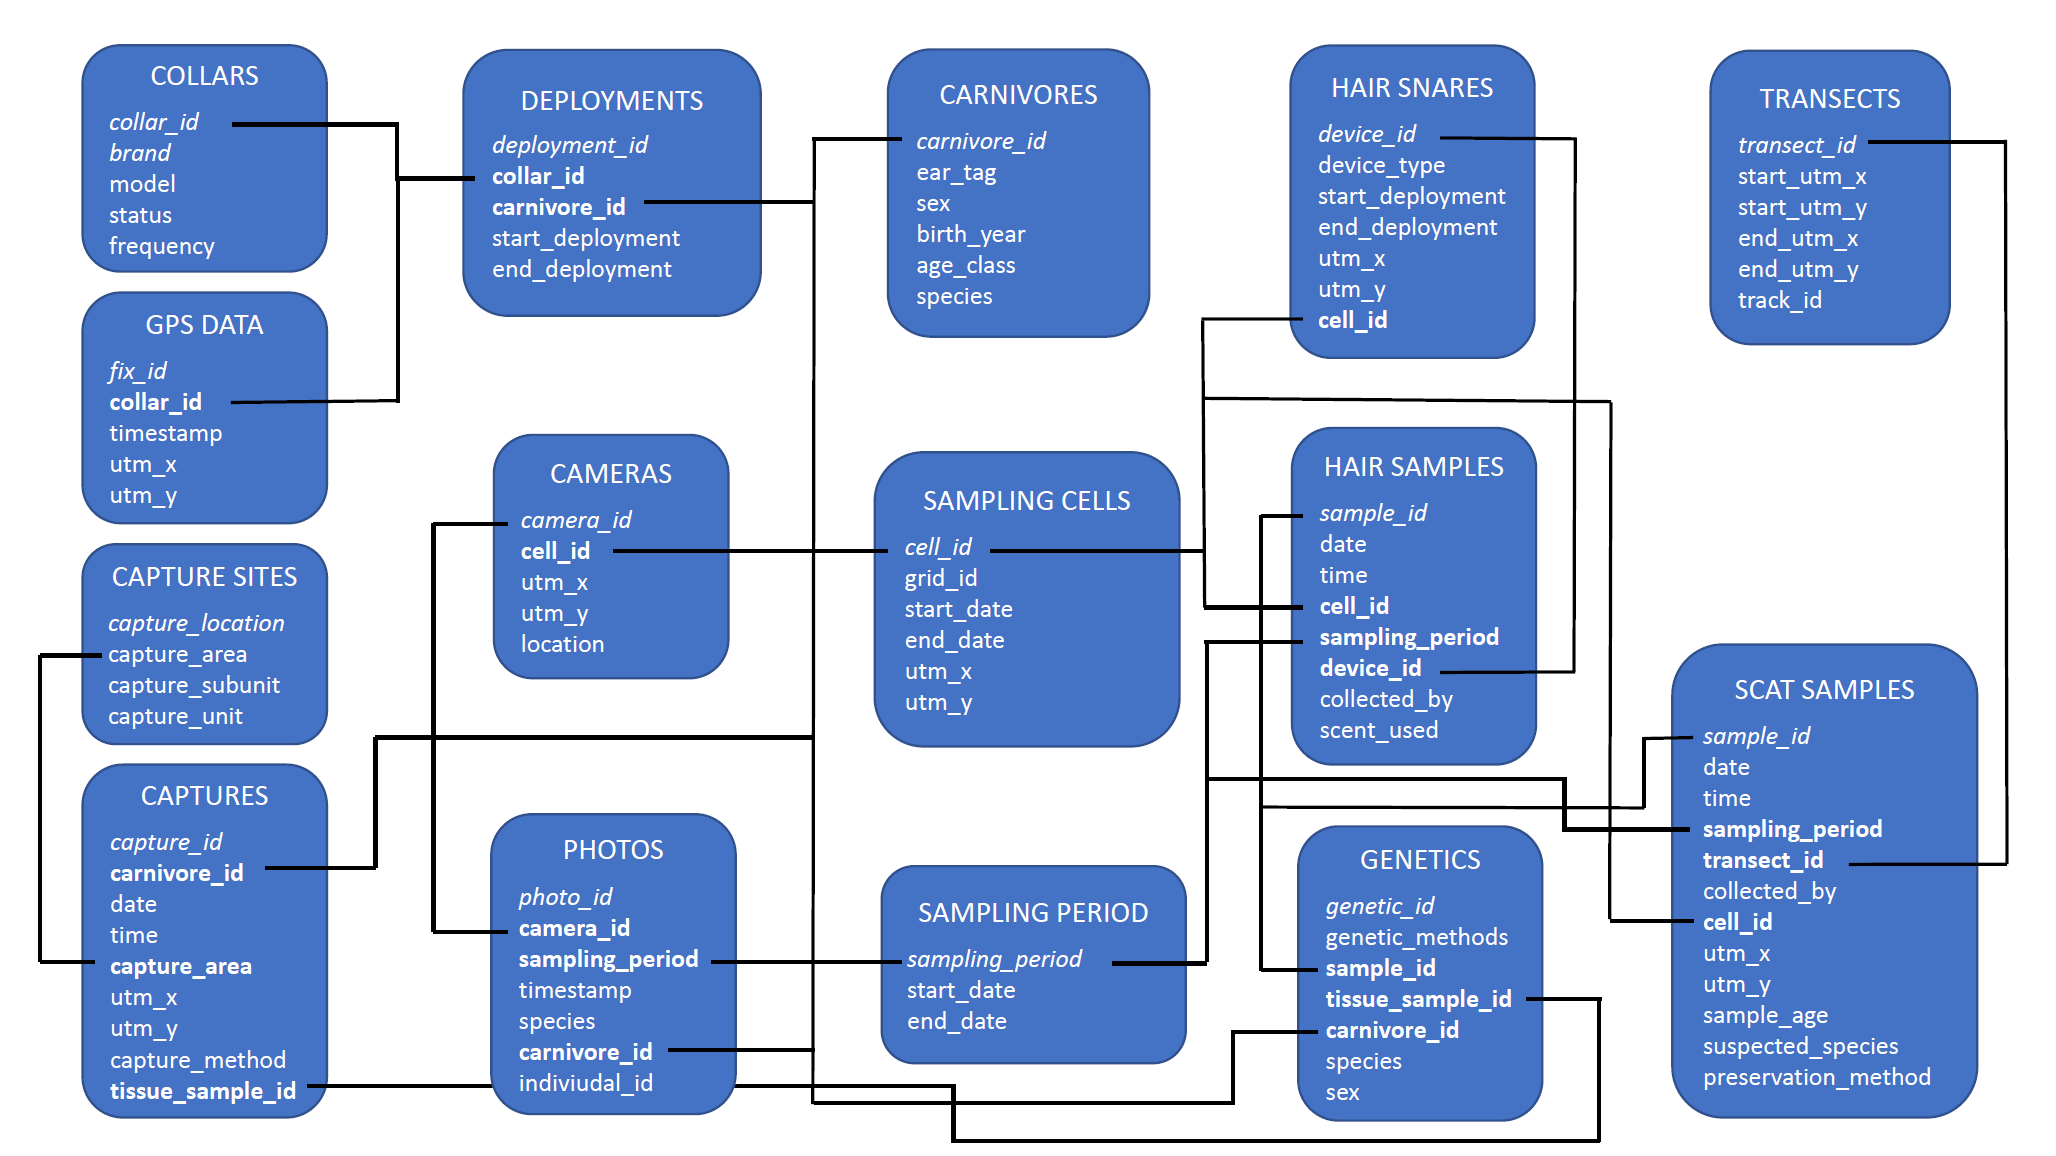 COLLARS
collar_id
brand
model
status
frequency
GPS DATA
fix_id
collar_id
timestamp
utm_x
utm_y
CAPTURE SITES
capture_location
capture_area
capture_subunit
capture_unit
CAPTURES
capture_id
carnivore_id
date
time
capture_area
utm_x
utm_y
capture_method
tissue_sample_id
DEPLOYMENTS
deployment_id
collar_id
carnivore_id
start_deployment
end_deployment
CAMERAS
camera_id
cell_id
utm_x
utm_y
location
PHOTOS
photo_id
camera_id
sampling_period
timestamp
species
carnivore_id
indiviudal_id
CARNIVORES
carnivore_id
ear_tag
sex
birth_year
age_class
species
SAMPLING CELLS
cell_id
grid_id
start_date
end_date
utm_x
utm_y
SAMPLING PERIOD
sampling_period
start_date
end_date
HAIR SNARES
device_id
device_type
start_deployment
end_deployment
utm_x
utm_y
cell_id
HAIR SAMPLES
sample_id
date
time
cell_id
sampling_period
device_id
collected_by
scent_used
GENETICS
genetic_id
genetic_methods
sample_id
tissue_sample_id
carnivore_id
species
sex
TRANSECTS
transect_id
start_utm_x
start_utm_y
end_utm_x
end_utm_y
track_id
SCAT SAMPLES
sample_id
date
time
sampling_period
transect_id
collected_by
cell_id
utm_x
utm_y
sample_age
suspected_species
preservation_method